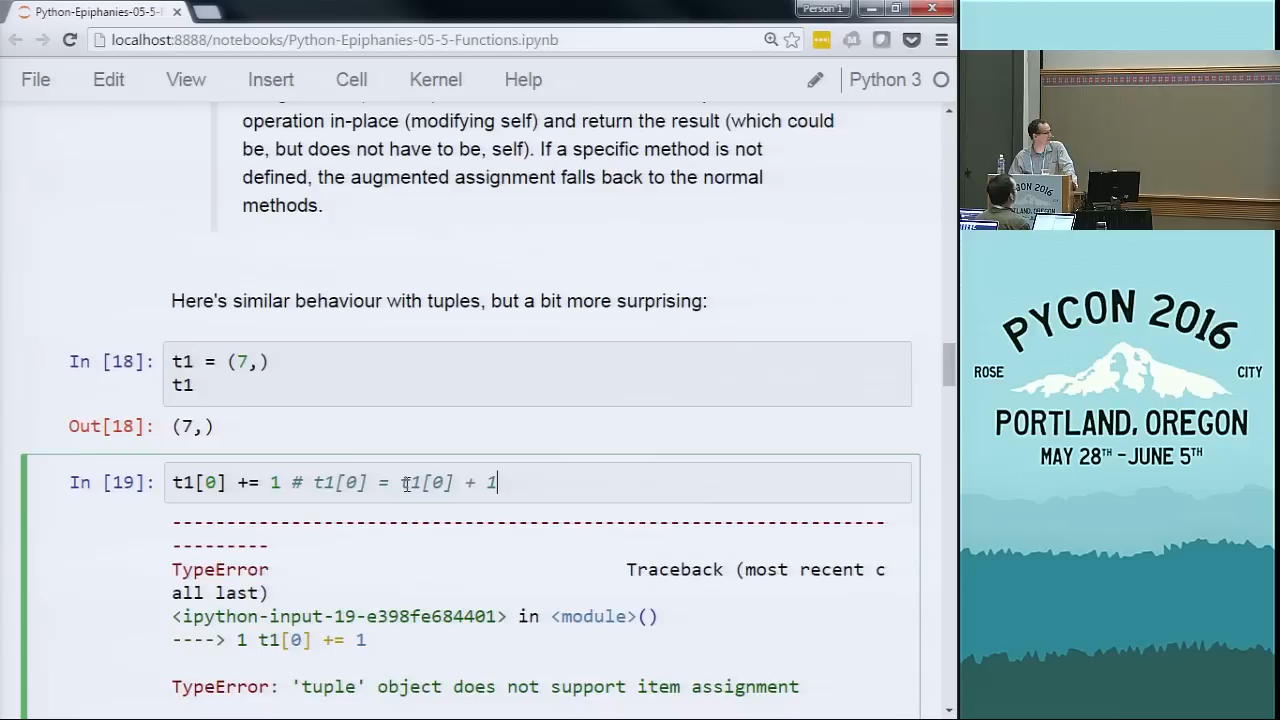 Python-Epiphanies-05-5-
Person 1
localhost:8888/notebooks/Python-Epiphanies-05-5-Functions.ipynb
File Edit View Insert Cell Kernel Help Python 3
operation in-place (modifying self) and return the result (which could
be, but does not have to be, self). If a specific method is not
defined, the augmented assignment falls back to the normal
methods.
Here's similar behaviour with tuples, but a bit more surprising:
In [18]: t1 = (7,)
t1
Out[18]: (7,)
In [19]: t1[0] += 1 # t1[0] = t1[0] + 1
---------------------------------------------------------------------------
TypeError Traceback (most recent c
all last)
<ipython-input-19-e398fe684401> in <module>()
----> 1 t1[0] += 1
TypeError: 'tuple' object does not support item assignment
CON 2016
PORTLAND, OREGON
PYCON 2016
ROSE CITY
PORTLAND, OREGON
MAY 28TH - JUNE 5TH